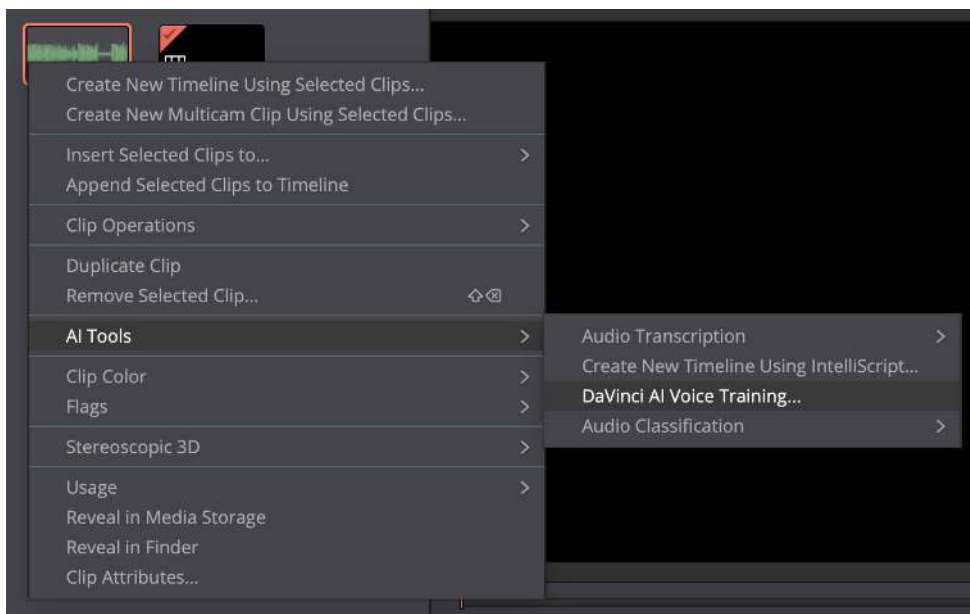 Create New Timeline Using Selected Clips...
Create New Multicam Clip Using Selected Clips...
Insert Selected Clips to...
Append Selected Clips to Timeline
Clip Operations
Duplicate Clip
Remove Selected Clip...
AI Tools
Clip Color
Flags
Stereoscopic 3D
Usage
Reveal in Media Storage
Reveal in Finder
Clip Attributes...
Audio Transcription
Create New Timeline Using IntelliScript...
DaVinci AI Voice Training...
Audio Classification